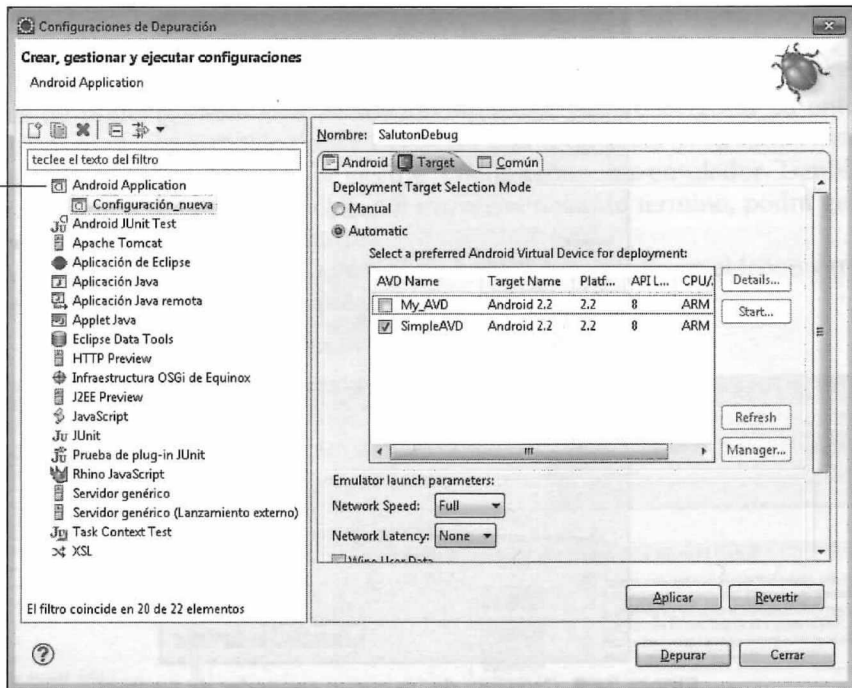 Configuraciones de Depuración
Crear, gestionar y ejecutar configuraciones
Android Application
teclee el texto del filtro
Android Application
Configuración_nueva
Android JUnit Test
Apache Tomcat
Aplicación de Eclipse
Aplicación Java
Aplicación Java remota
Applet Java
Eclipse Data Tools
HTTP Preview
Infraestructura OSGi de Equinox
J2EE Preview
JavaScript
Ju JUnit
Prueba de plug-in JUnit
Rhino JavaScript
Servidor genérico
Servidor genérico (Lanzamiento externo)
Task Context Test
XSL
El filtro coincide en 20 de 22 elementos
Nombre: SalutonDebug
Android Target Común
Deployment Target Selection Mode
Manual
Automatic
Select a preferred Android Virtual Device for deployment:
AVD Name Target Name Platf... API L... CPU/.
My_AVD Android 2.2 2.2 8 ARM
SimpleAVD Android 2.2 2.2 8 ARM
Details...
Start...
Refresh
Manager...
Emulator launch parameters:
Network Speed: Full
Network Latency: None
Wipe User Data
Aplicar Revertir
Depurar Cerrar